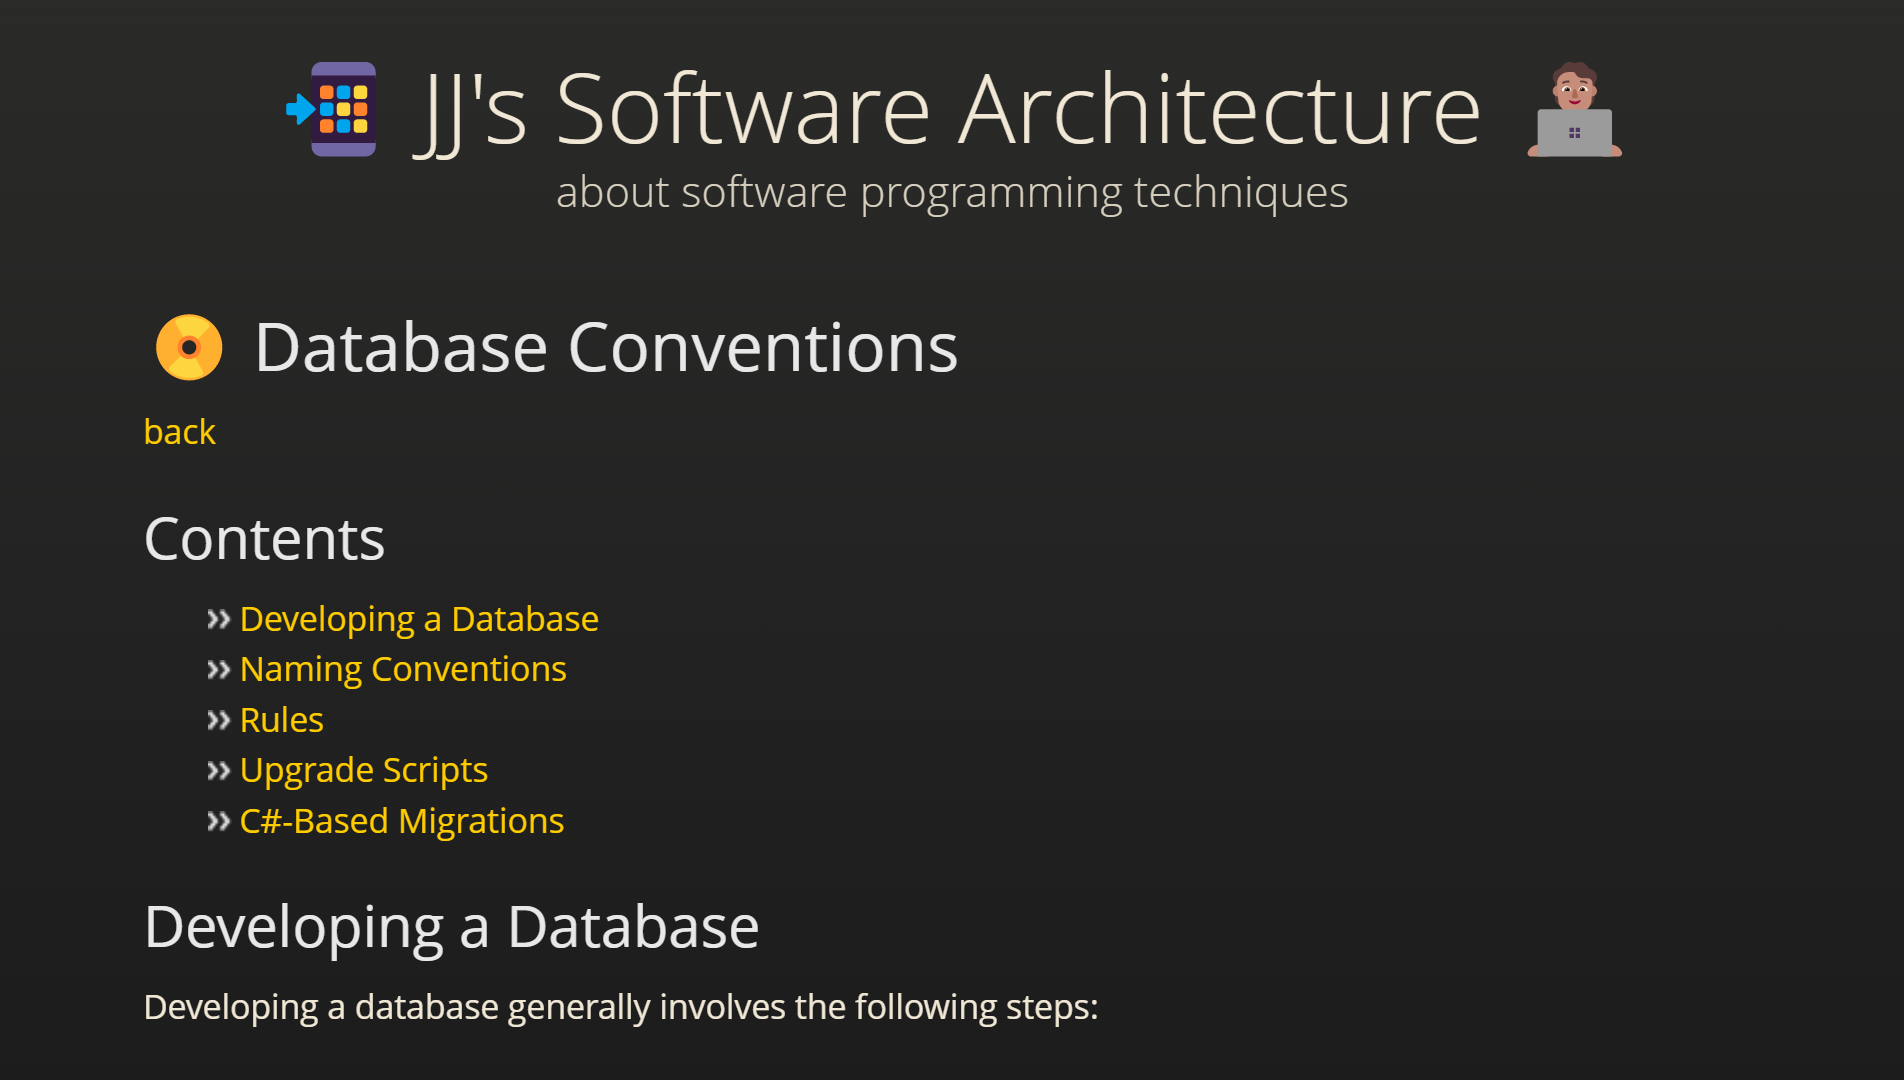 JJ's Software Architecture
about software programming techniques
Database Conventions
back
Contents
Developing a Database
Naming Conventions
Rules
Upgrade Scripts
C#-Based Migrations
Developing a Database
Developing a database generally involves the following steps: